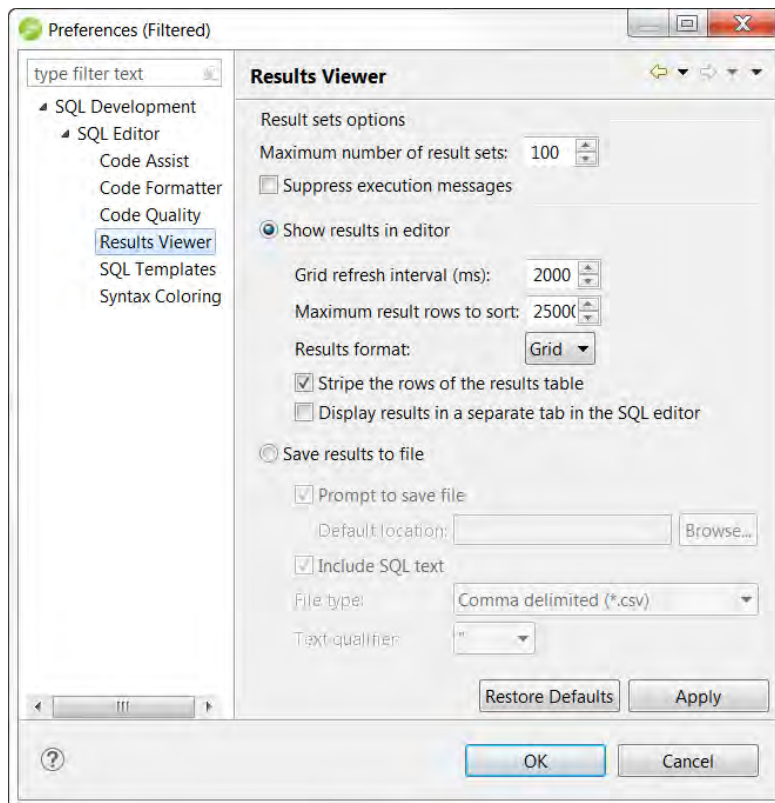 Preferences (Filtered)
type filter text
SQL Development
SQL Editor
Code Assist
Code Formatter
Code Quality
Results Viewer
SQL Templates
Syntax Coloring
Results Viewer
Result sets options
Maximum number of result sets: 100
Suppress execution messages
Show results in editor
Grid refresh interval (ms): 2000
Maximum result rows to sort: 25000
Results format: Grid
Stripe the rows of the results table
Display results in a separate tab in the SQL editor
Save results to file
Prompt to save file
Default location: Browse...
Include SQL text
File type: Comma delimited (*.csv)
Text qualifier: "
Restore Defaults Apply
? OK Cancel